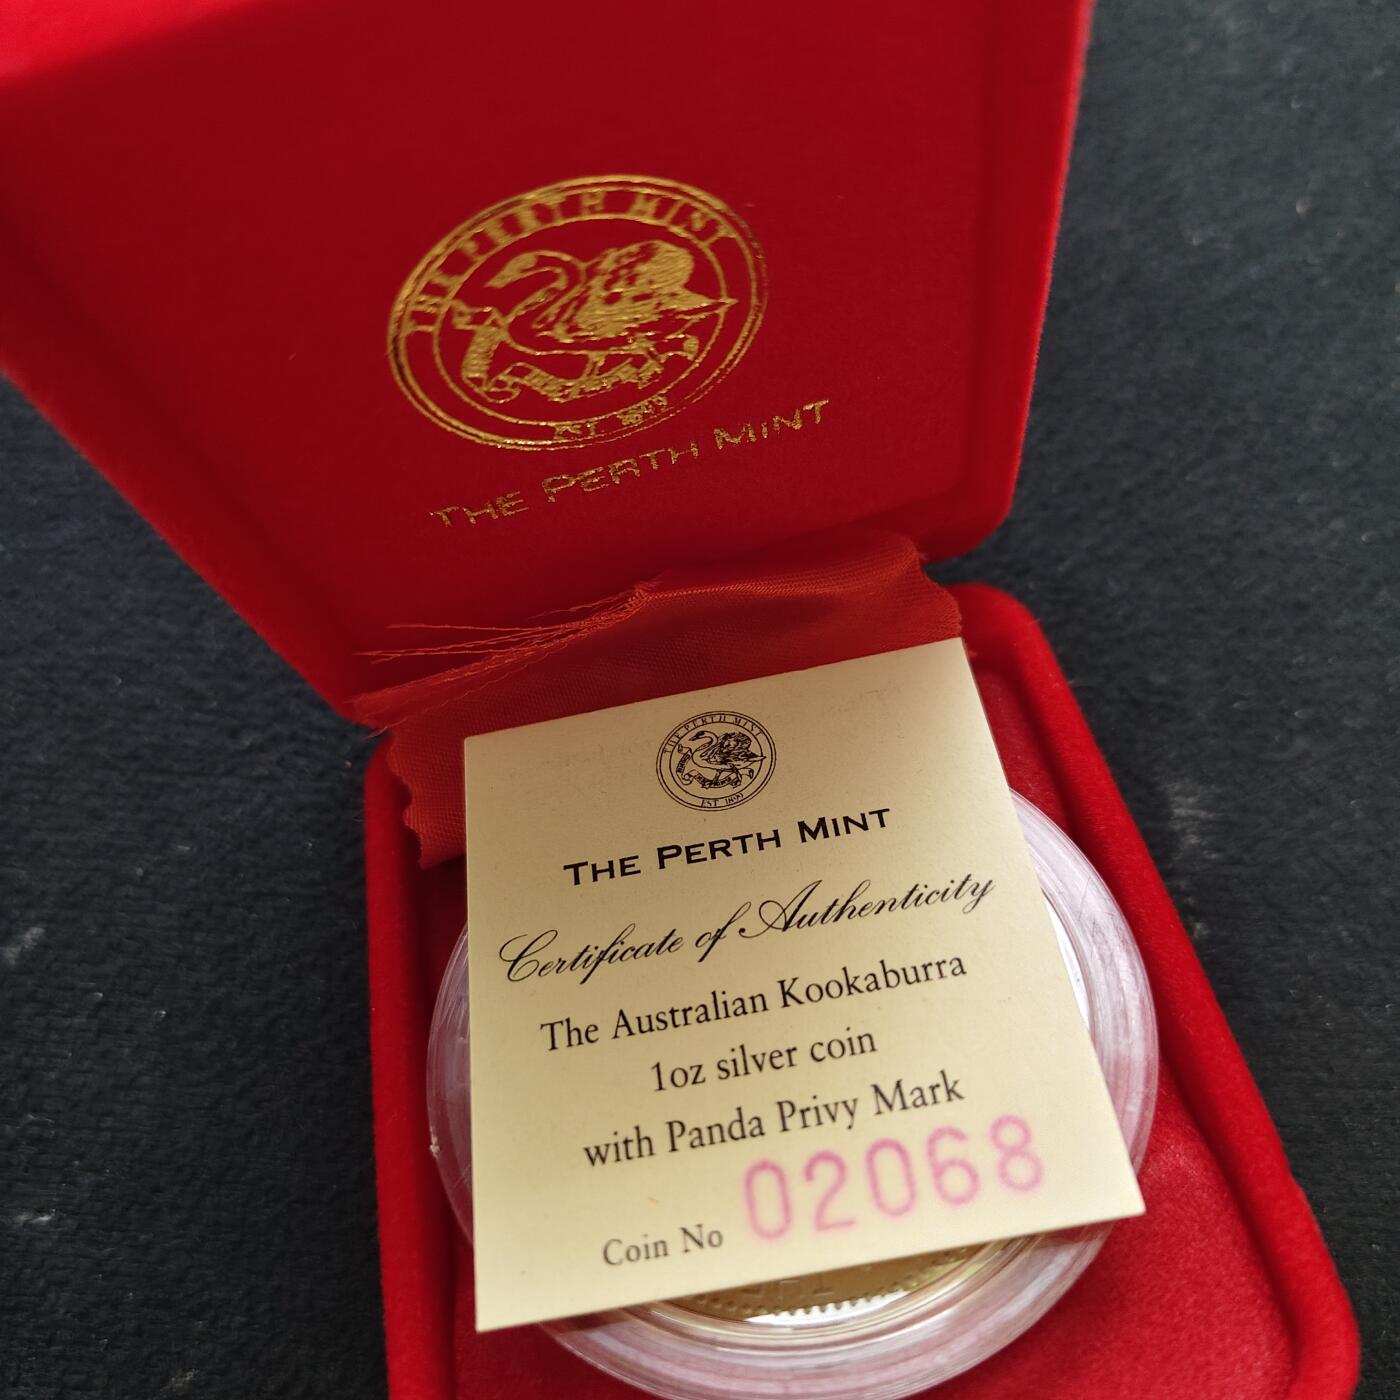 THE PERTH MINT
EST 1899
THE PERTH MINT
THE PERTH MINT
EST 1899
THE PERTH MINT
Certificate of Authenticity
The Australian Kookaburra
1oz silver coin
with Panda Privy Mark
Coin No 02068